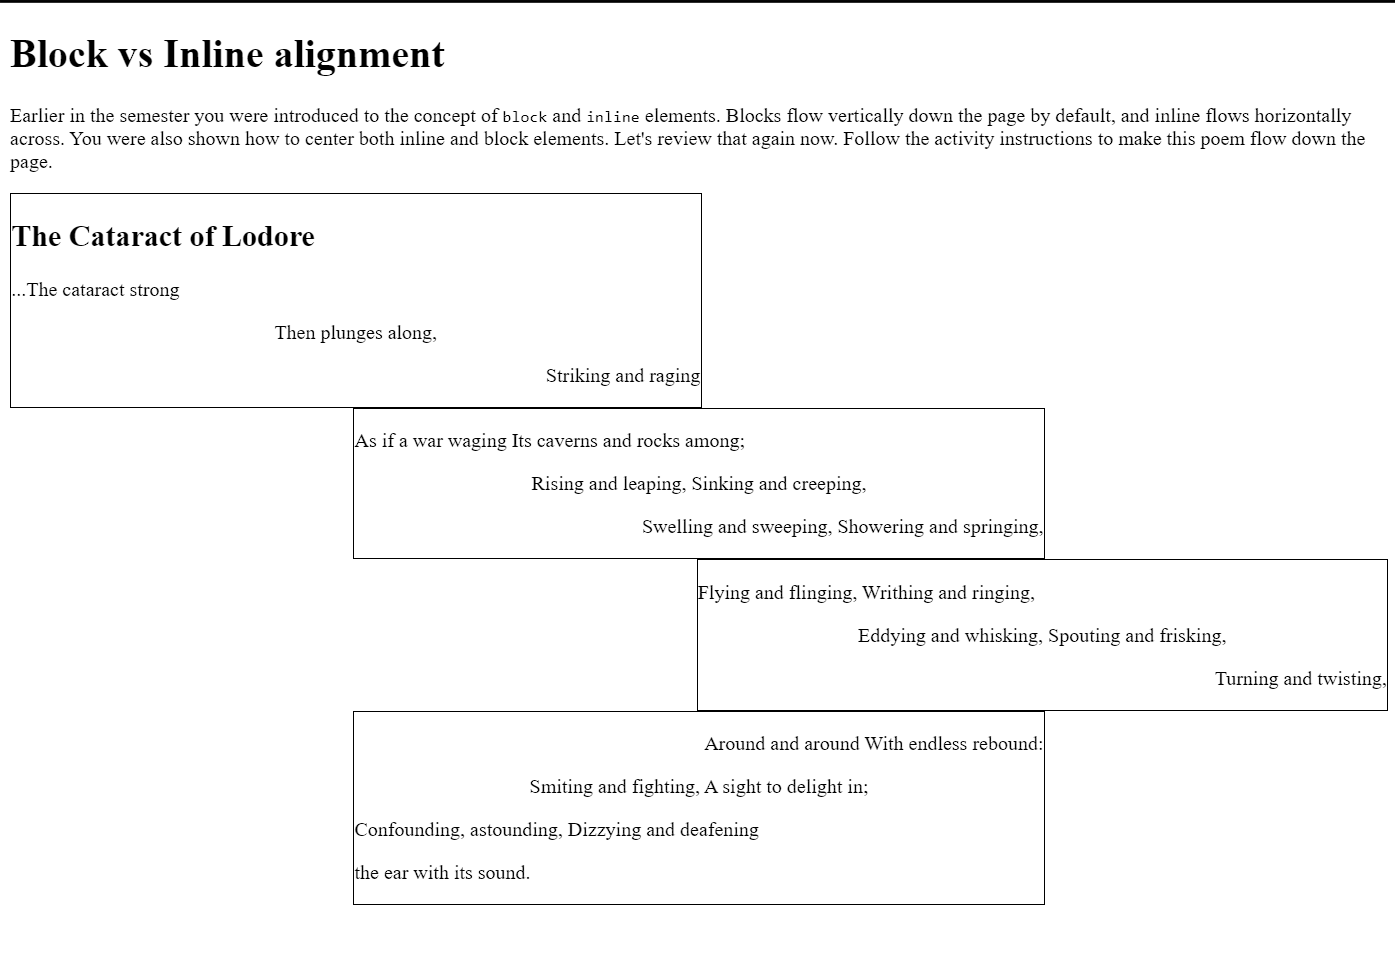 Block vs Inline alignment
Earlier in the semester you were introduced to the concept of block and inline elements. Blocks flow vertically down the page by default, and inline flows horizontally
across. You were also shown how to center both inline and block elements. Let's review that again now. Follow the activity instructions to make this poem flow down the
page.
The Cataract of Lodore
...The cataract strong
Then plunges along,
Striking and raging
As if a war waging Its caverns and rocks among;
Rising and leaping, Sinking and creeping,
Swelling and sweeping, Showering and springing,
Flying and flinging, Writhing and ringing,
Eddying and whisking, Spouting and frisking,
Turning and twisting,
Around and around With endless rebound:
Smiting and fighting, A sight to delight in;
Confounding, astounding, Dizzying and deafening
the ear with its sound.